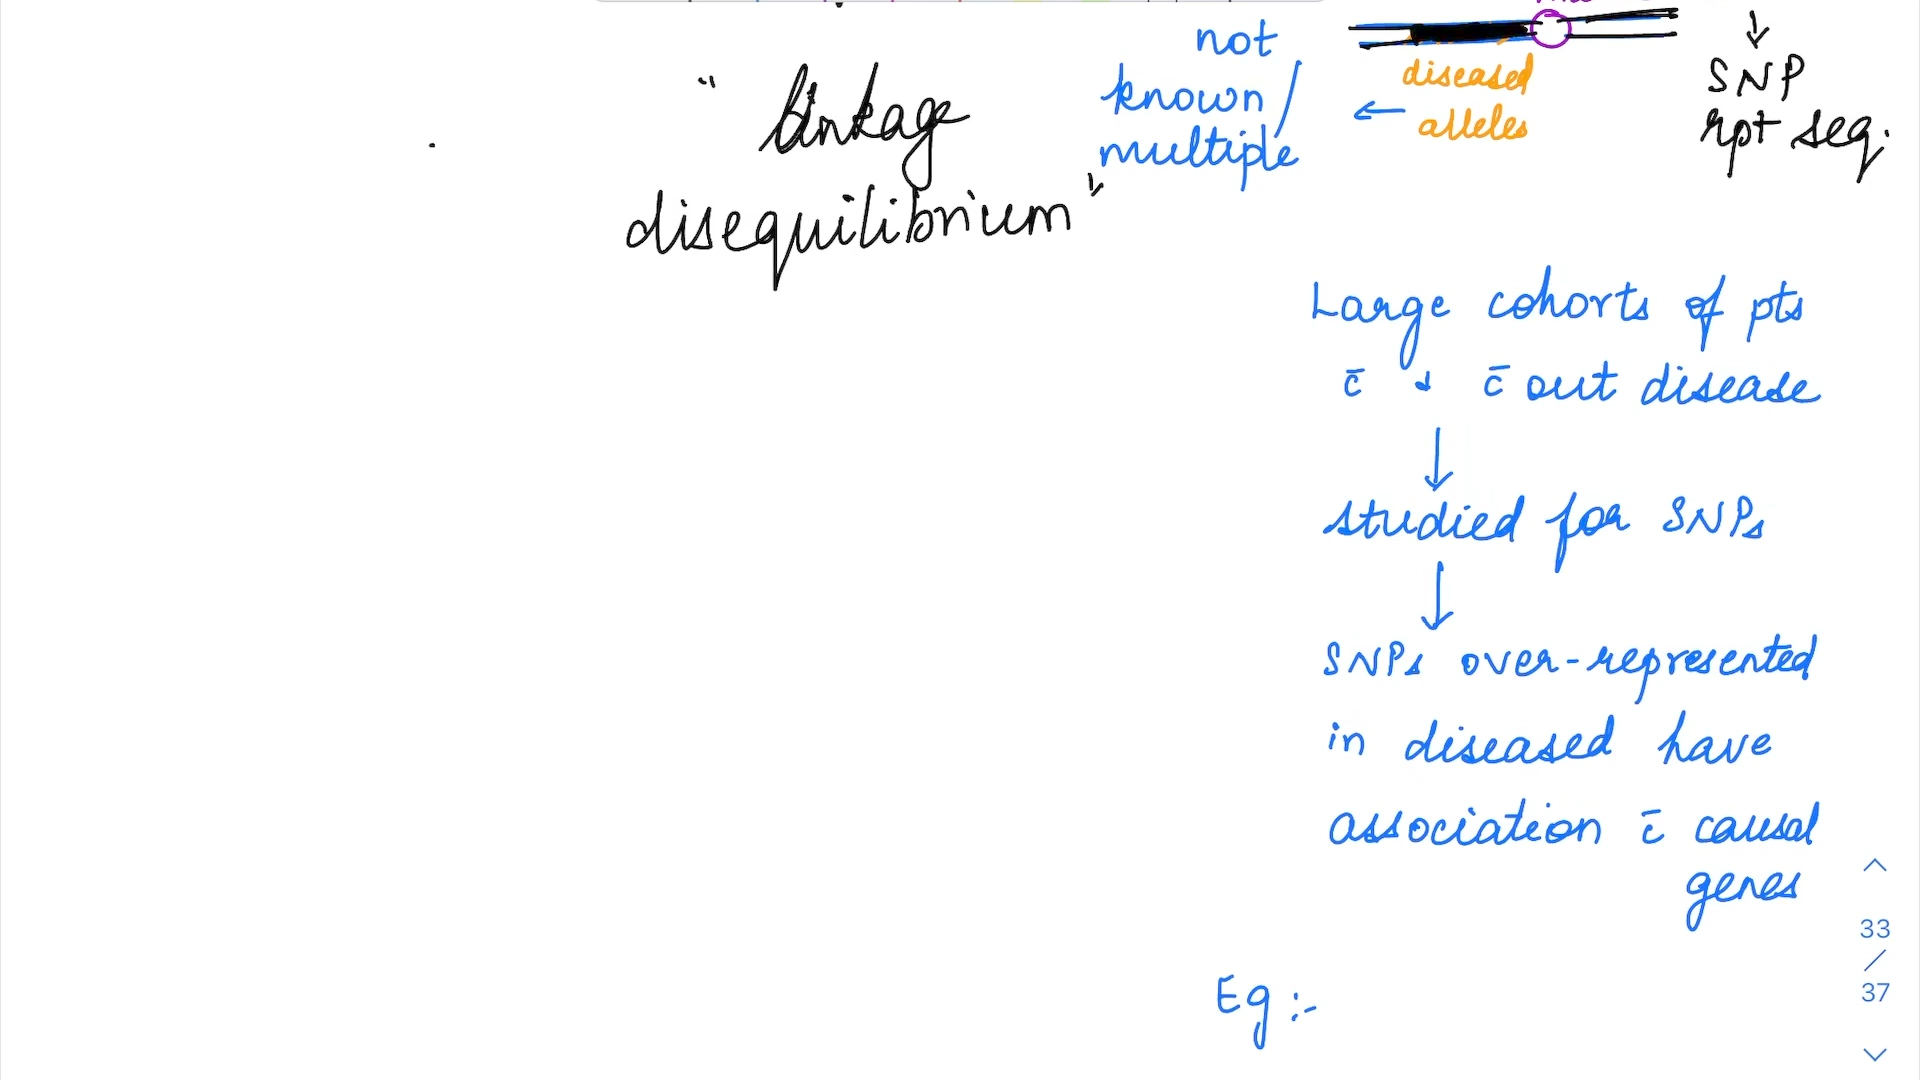 " linkage
disequilibrium "
not
known /
multiple
diseased
← alleles
↓
SNP
rpt seq.
Large cohorts of pts
c̄ & c̄out disease
↓
studied for SNPs
↓
SNPs over-represented
in diseased have
association c̄ causal
genes
Eg :-
33
/
37